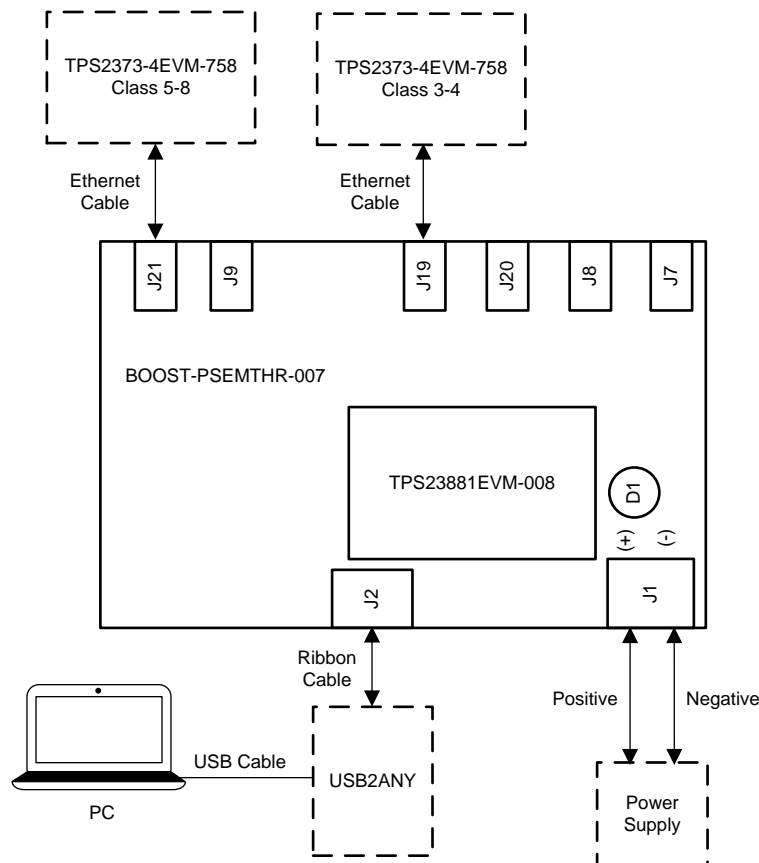 TPS2373-4EVM-758
Class 5-8
TPS2373-4EVM-758
Class 3-4
Ethernet
Cable
Ethernet
Cable
J21
J9
J19
J20
J8
J7
BOOST-PSEMTHR-007
TPS23881EVM-008
D1
(+)
(-)
J2
J1
Ribbon
Cable
Positive
Negative
USB Cable
USB2ANY
PC
Power
Supply